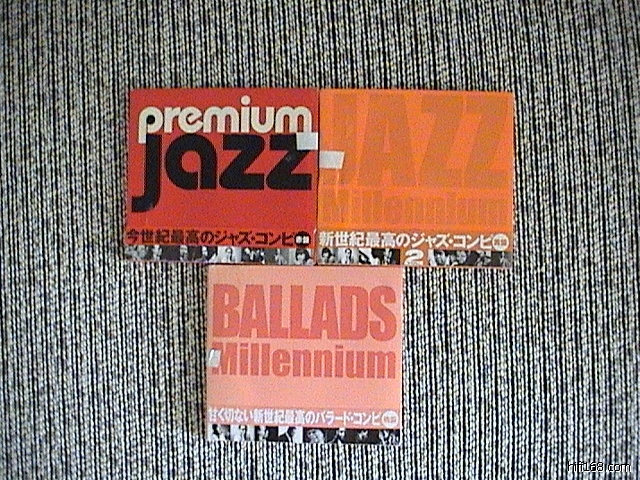 premium
jazz
今世紀最高のジャズ・コンピ
JAZZ
Millennium
新世紀最高のジャズ・コンピ
2
BALLADS
Millennium
甘く切ない新世紀最高のバラード・コンピ
hifi168.com